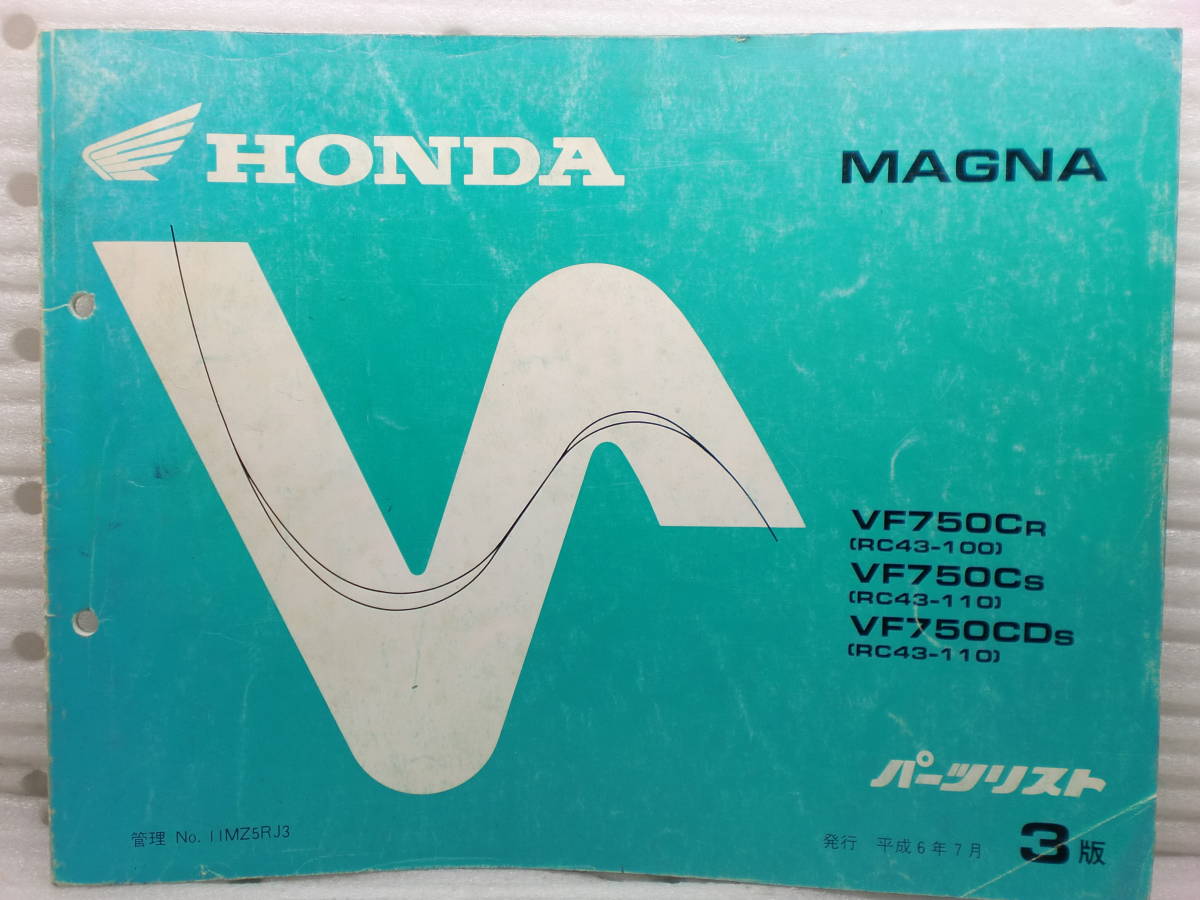 HONDA
MAGNA
VF750CR
(RC43-100)
VF750CS
(RC43-110)
VF750CDS
(RC43-110)
パーツリスト
管理 No. 11MZ5RJ3
発行 平成6年7月 3版